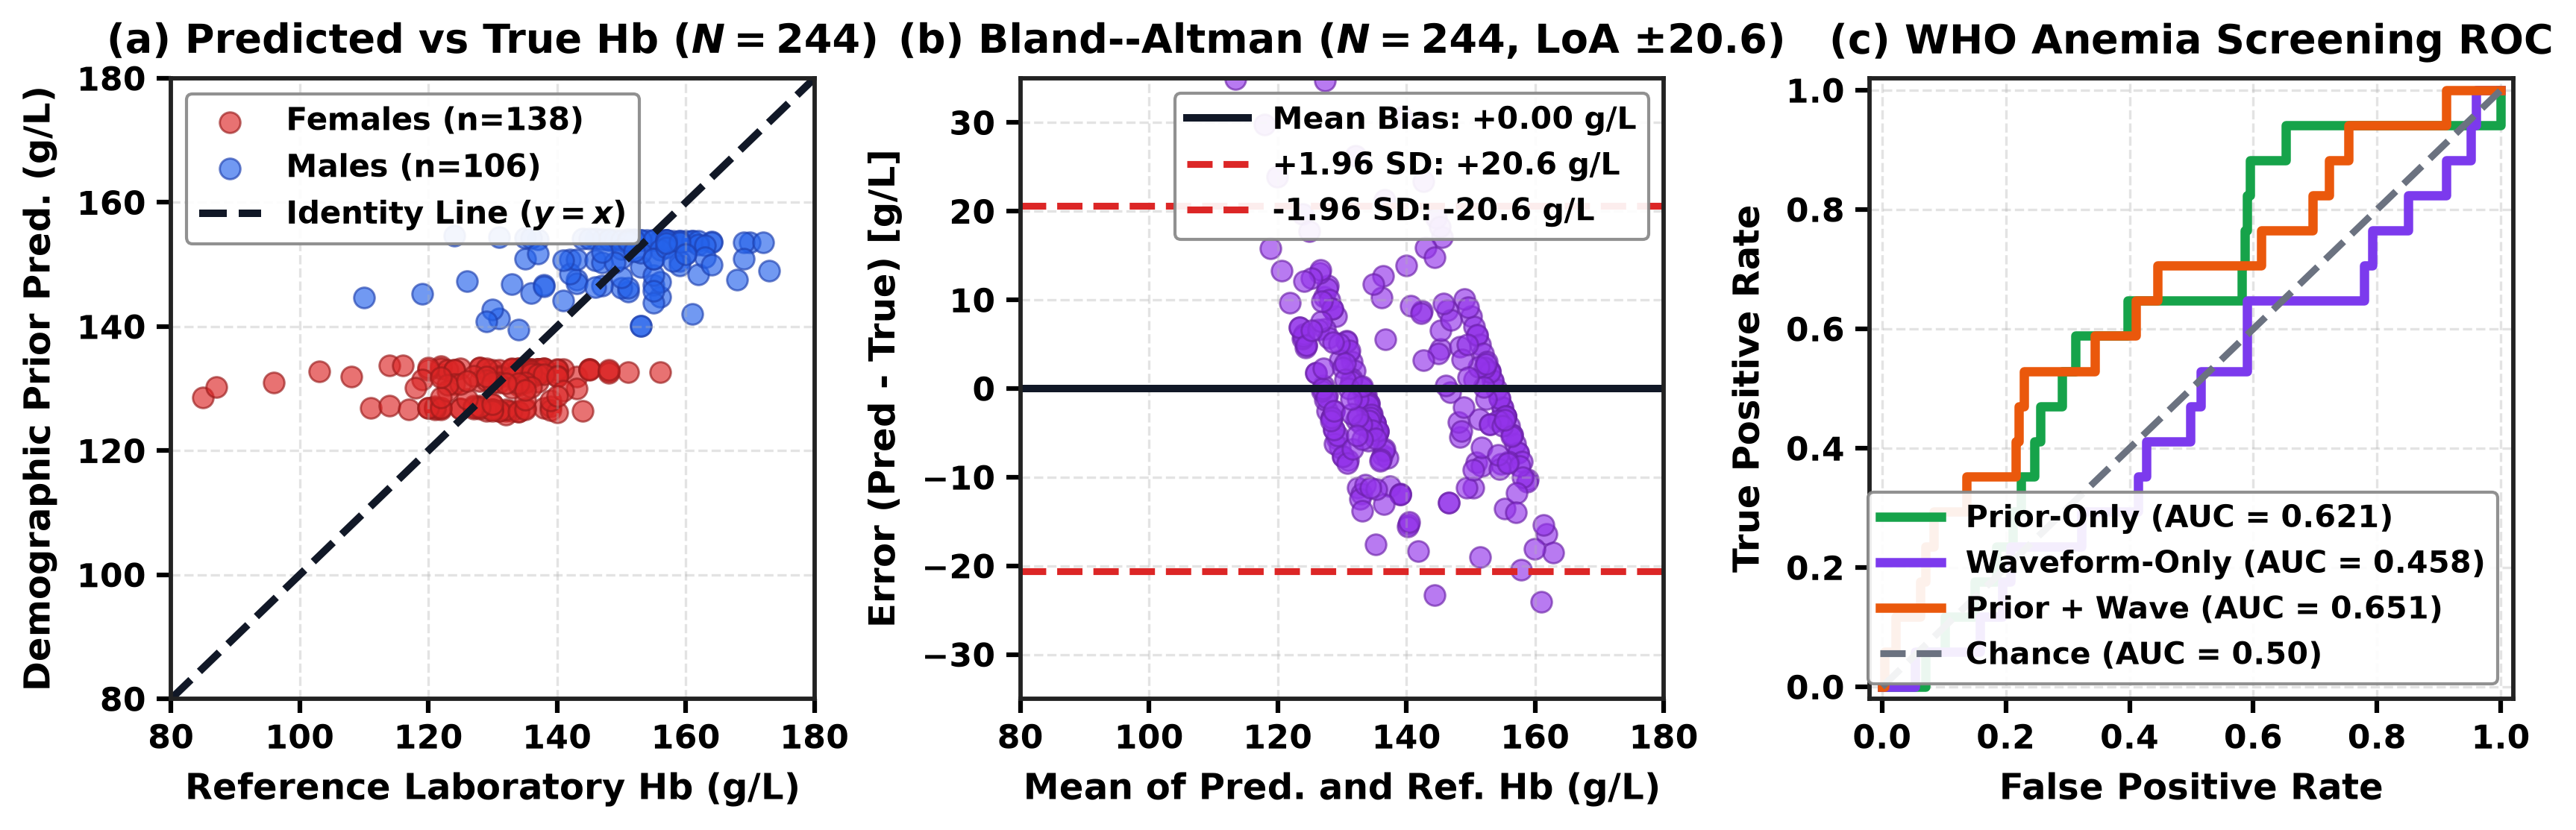 (a) Predicted vs True Hb (N = 244)
180
160
140
120
100
80
80 100 120 140 160 180
Demographic Prior Pred. (g/L)
Reference Laboratory Hb (g/L)
Females (n=138)
Males (n=106)
Identity Line (y = x)
(b) Bland--Altman (N = 244, LoA ±20.6)
30
20
10
0
−10
−20
−30
80 100 120 140 160 180
Error (Pred - True) [g/L]
Mean of Pred. and Ref. Hb (g/L)
Mean Bias: +0.00 g/L
+1.96 SD: +20.6 g/L
-1.96 SD: -20.6 g/L
(c) WHO Anemia Screening ROC
1.0
0.8
0.6
0.4
0.2
0.0
0.0 0.2 0.4 0.6 0.8 1.0
True Positive Rate
False Positive Rate
Prior-Only (AUC = 0.621)
Waveform-Only (AUC = 0.458)
Prior + Wave (AUC = 0.651)
Chance (AUC = 0.50)